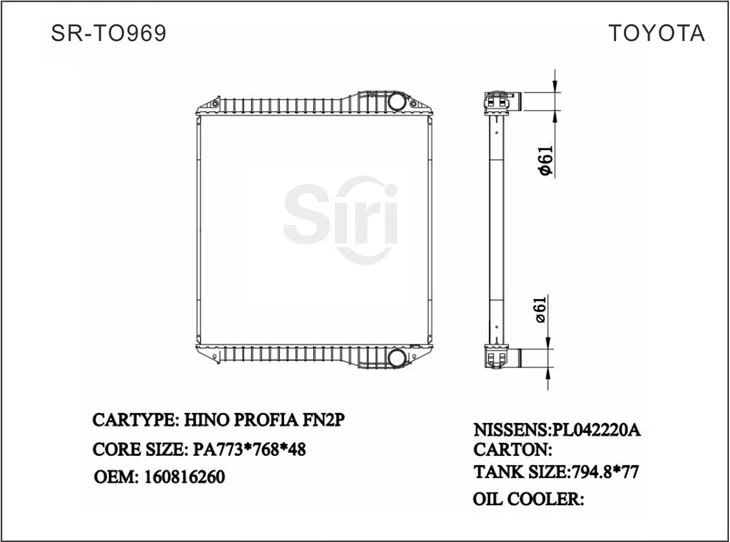 SR-TO969
TOYOTA
Φ61
Siri
ø61
CARTYPE: HINO PROFIA FN2P
CORE SIZE: PA773*768*48
OEM: 160816260
NISSENS:PL042220A
CARTON:
TANK SIZE:794.8*77
OIL COOLER: